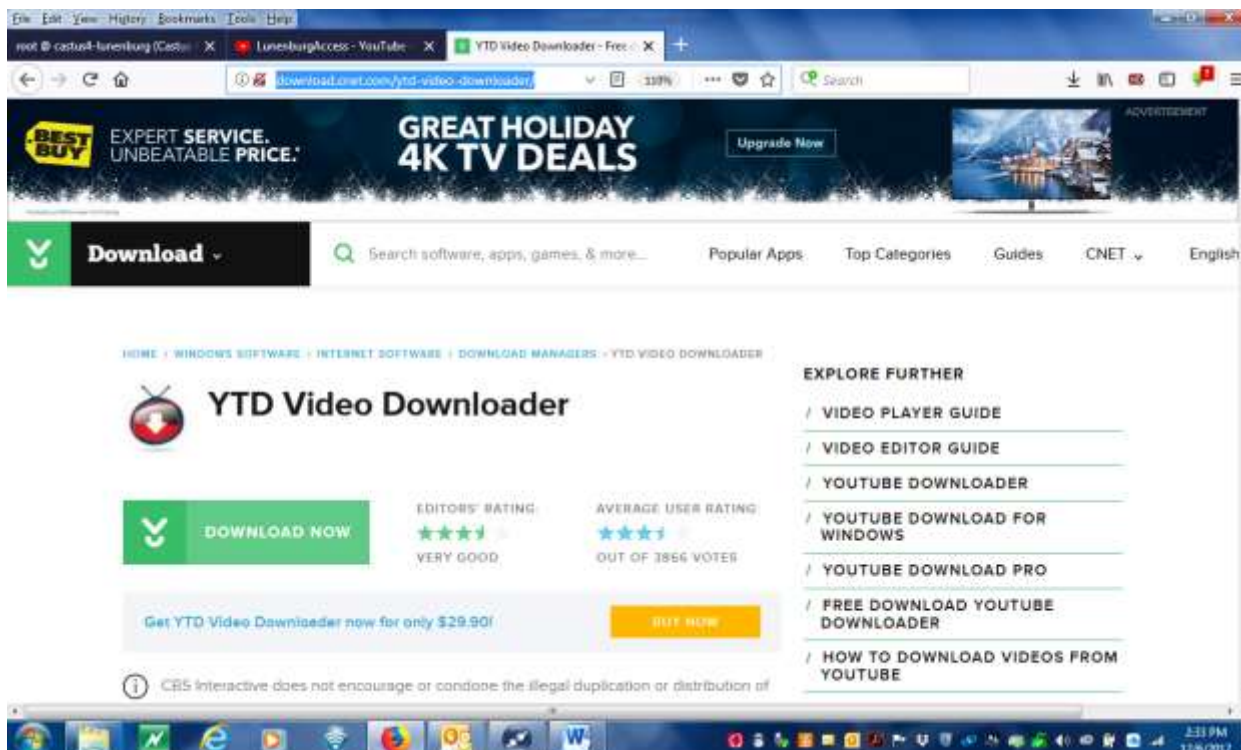 File Edit View History Bookmarks Tools Help
root @ castus4-lunenburg (Castus
LunenburgAccess - YouTube
YTD Video Downloader - Free
download.cnet.com/ytd-video-downloader/
110%
Search
ADVERTISEMENT
BEST BUY
EXPERT SERVICE.
UNBEATABLE PRICE.
GREAT HOLIDAY
4K TV DEALS
Upgrade Now
Download
Search software, apps, games, & more...
Popular Apps
Top Categories
Guides
CNET
English
HOME / WINDOWS SOFTWARE / INTERNET SOFTWARE / DOWNLOAD MANAGERS / YTD VIDEO DOWNLOADER
YTD Video Downloader
DOWNLOAD NOW
EDITORS' RATING
VERY GOOD
AVERAGE USER RATING
OUT OF 3866 VOTES
Get YTD Video Downloader now for only $29.90!
BUY NOW
CBS Interactive does not encourage or condone the illegal duplication or distribution of
EXPLORE FURTHER
/ VIDEO PLAYER GUIDE
/ VIDEO EDITOR GUIDE
/ YOUTUBE DOWNLOADER
/ YOUTUBE DOWNLOAD FOR
WINDOWS
/ YOUTUBE DOWNLOAD PRO
/ FREE DOWNLOAD YOUTUBE
DOWNLOADER
/ HOW TO DOWNLOAD VIDEOS FROM
YOUTUBE
2:33 PM